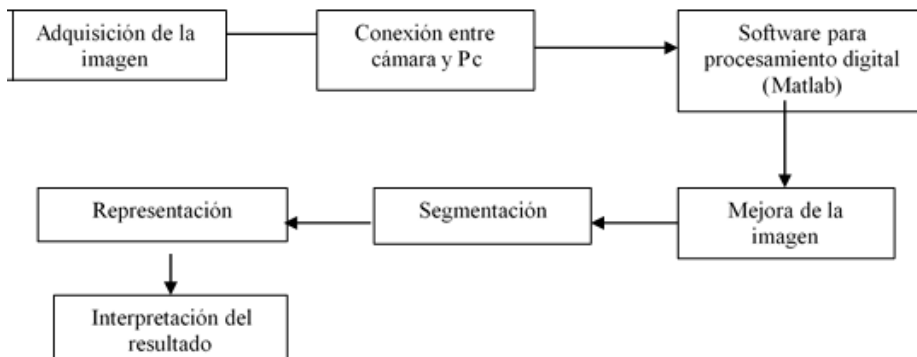 Adquisición de la
imagen
Conexión entre
cámara y Pc
Software para
procesamiento digital
(Matlab)
Mejora de la
imagen
Segmentación
Representación
Interpretación del
resultado